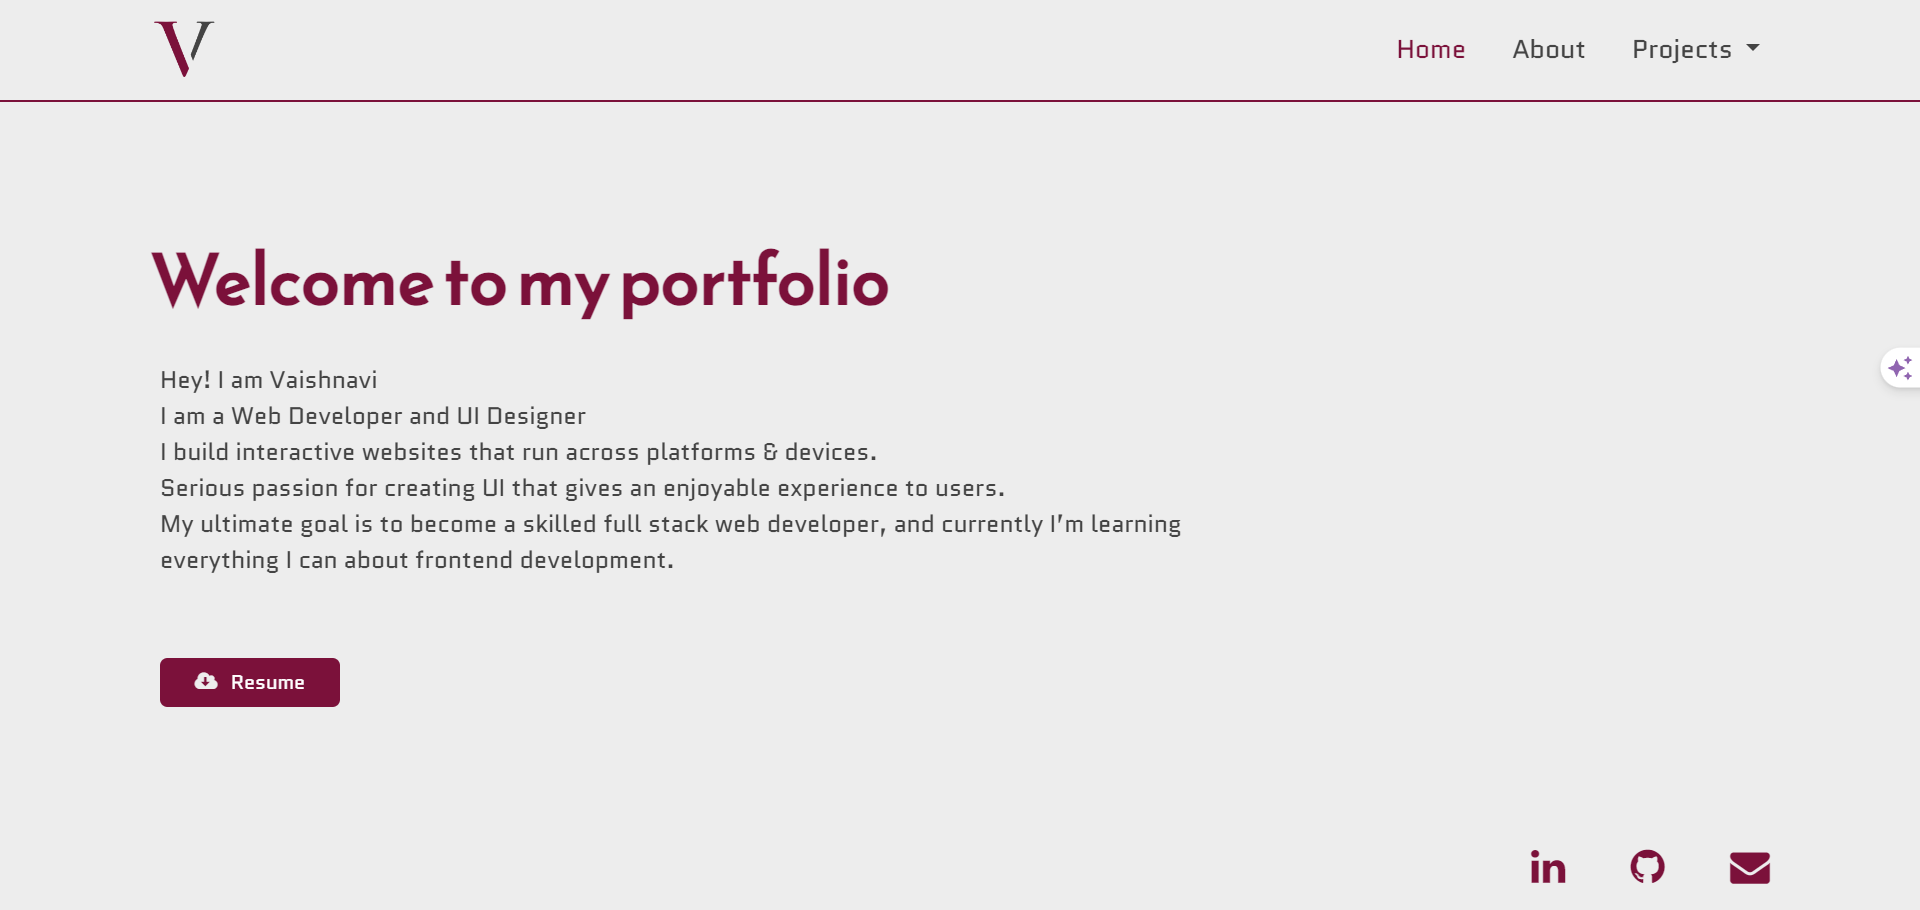 V
Home About Projects
Welcome to my portfolio
Hey! I am Vaishnavi
I am a Web Developer and UI Designer
I build interactive websites that run across platforms & devices.
Serious passion for creating UI that gives an enjoyable experience to users.
My ultimate goal is to become a skilled full stack web developer, and currently I'm learning
everything I can about frontend development.
Resume
in